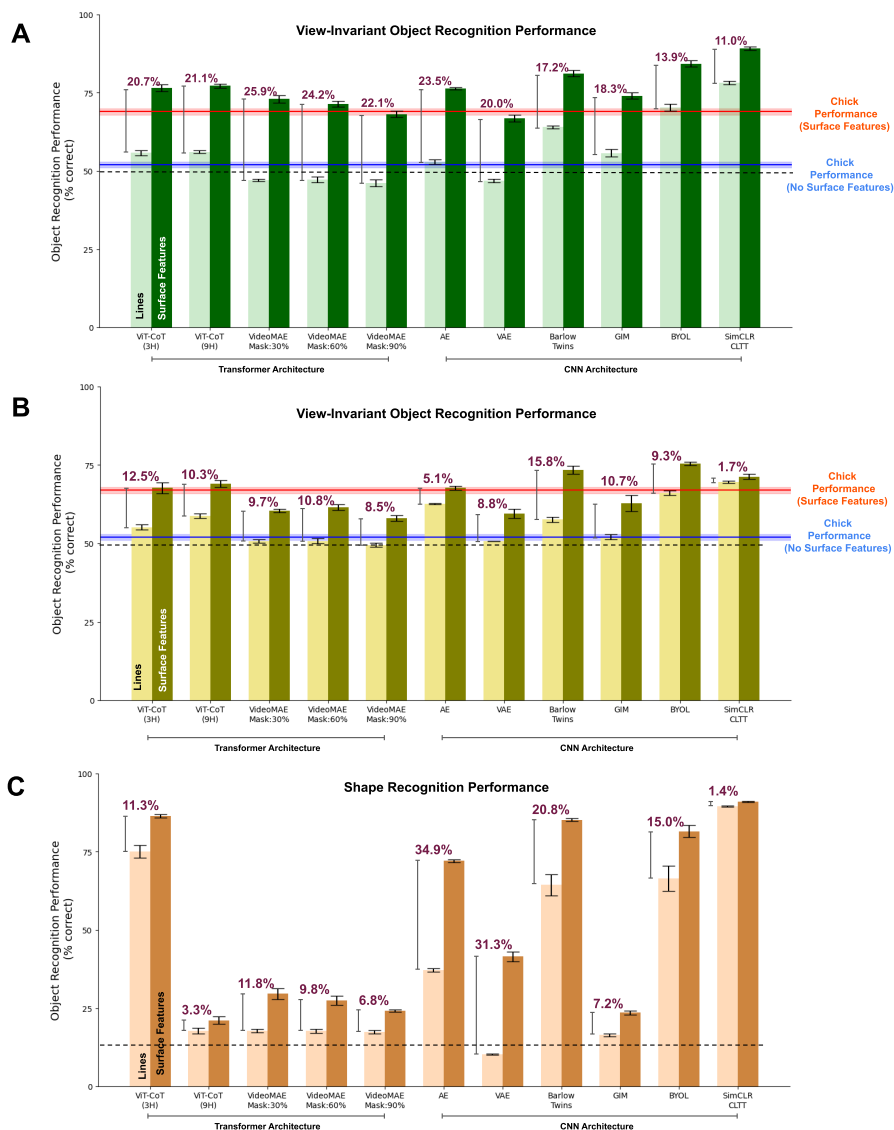 A
View-Invariant Object Recognition Performance
100
75
50
25
0
Object Recognition Performance
(% correct)
20.7%
21.1%
25.9%
24.2%
22.1%
23.5%
20.0%
17.2%
18.3%
13.9%
11.0%
Chick
Performance
(Surface Features)
Chick
Performance
(No Surface Features)
Lines
Surface Features
ViT-CoT
(3H)
ViT-CoT
(9H)
VideoMAE
Mask:30%
VideoMAE
Mask:60%
VideoMAE
Mask:90%
AE
VAE
Barlow
Twins
GIM
BYOL
SimCLR
CLTT
Transformer Architecture
CNN Architecture
B
View-Invariant Object Recognition Performance
100
75
50
25
0
Object Recognition Performance
(% correct)
12.5%
10.3%
9.7%
10.8%
8.5%
5.1%
8.8%
15.8%
10.7%
9.3%
1.7%
Chick
Performance
(Surface Features)
Chick
Performance
(No Surface Features)
Lines
Surface Features
ViT-CoT
(3H)
ViT-CoT
(9H)
VideoMAE
Mask:30%
VideoMAE
Mask:60%
VideoMAE
Mask:90%
AE
VAE
Barlow
Twins
GIM
BYOL
SimCLR
CLTT
Transformer Architecture
CNN Architecture
C
Shape Recognition Performance
100
75
50
25
0
Object Recognition Performance
(% correct)
11.3%
3.3%
11.8%
9.8%
6.8%
34.9%
31.3%
20.8%
7.2%
15.0%
1.4%
Lines
Surface Features
ViT-CoT
(3H)
ViT-CoT
(9H)
VideoMAE
Mask:30%
VideoMAE
Mask:60%
VideoMAE
Mask:90%
AE
VAE
Barlow
Twins
GIM
BYOL
SimCLR
CLTT
Transformer Architecture
CNN Architecture